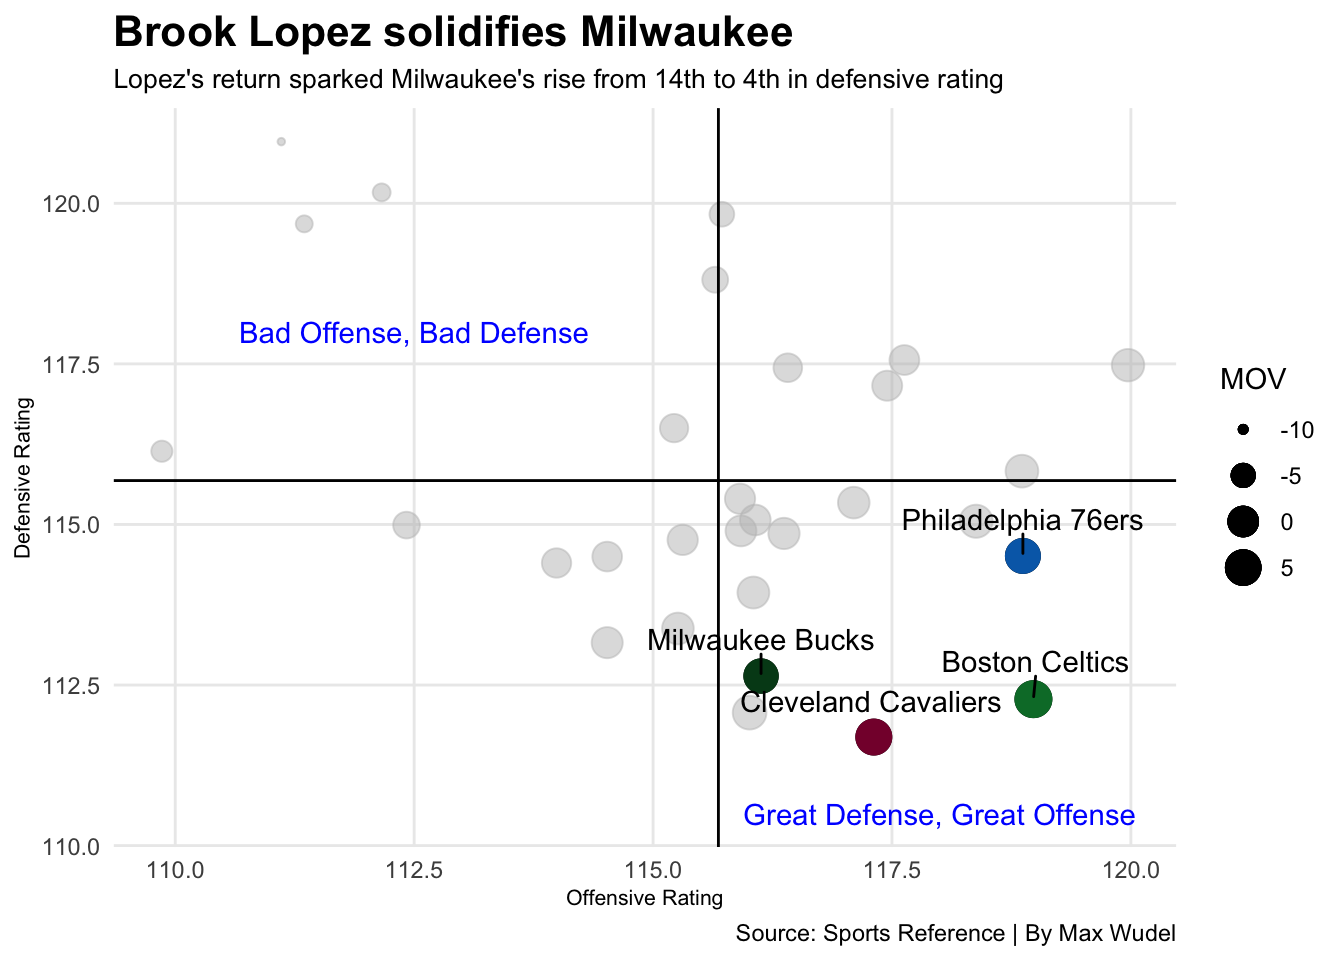 Brook Lopez solidifies Milwaukee
Lopez's return sparked Milwaukee's rise from 14th to 4th in defensive rating
120.0
117.5
115.0
112.5
110.0
Defensive Rating
Bad Offense, Bad Defense
Philadelphia 76ers
Milwaukee Bucks
Boston Celtics
Cleveland Cavaliers
Great Defense, Great Offense
MOV
-10
-5
0
5
110.0
112.5
115.0
117.5
120.0
Offensive Rating
Source: Sports Reference | By Max Wudel